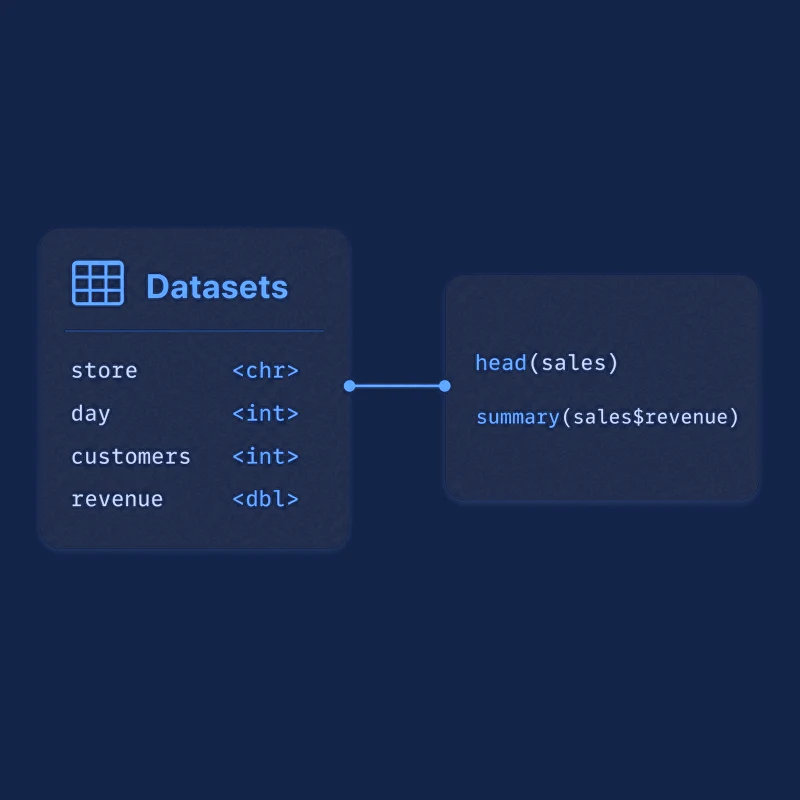 Datasets
store <chr>
day <int>
customers <int>
revenue <dbl>
head(sales)
summary(sales$revenue)